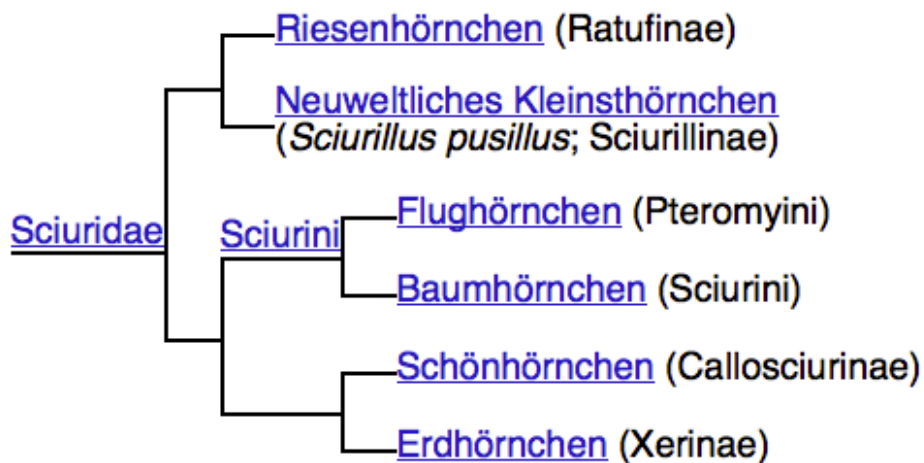 Riesenhörnchen (Ratufinae)
Neuweltliches Kleinsthörnchen
(Sciurillus pusillus; Sciurillinae)
Sciuridae
Sciurini
Flughörnchen (Pteromyini)
Baumhörnchen (Sciurini)
Schönhörnchen (Callosciurinae)
Erdhörnchen (Xerinae)